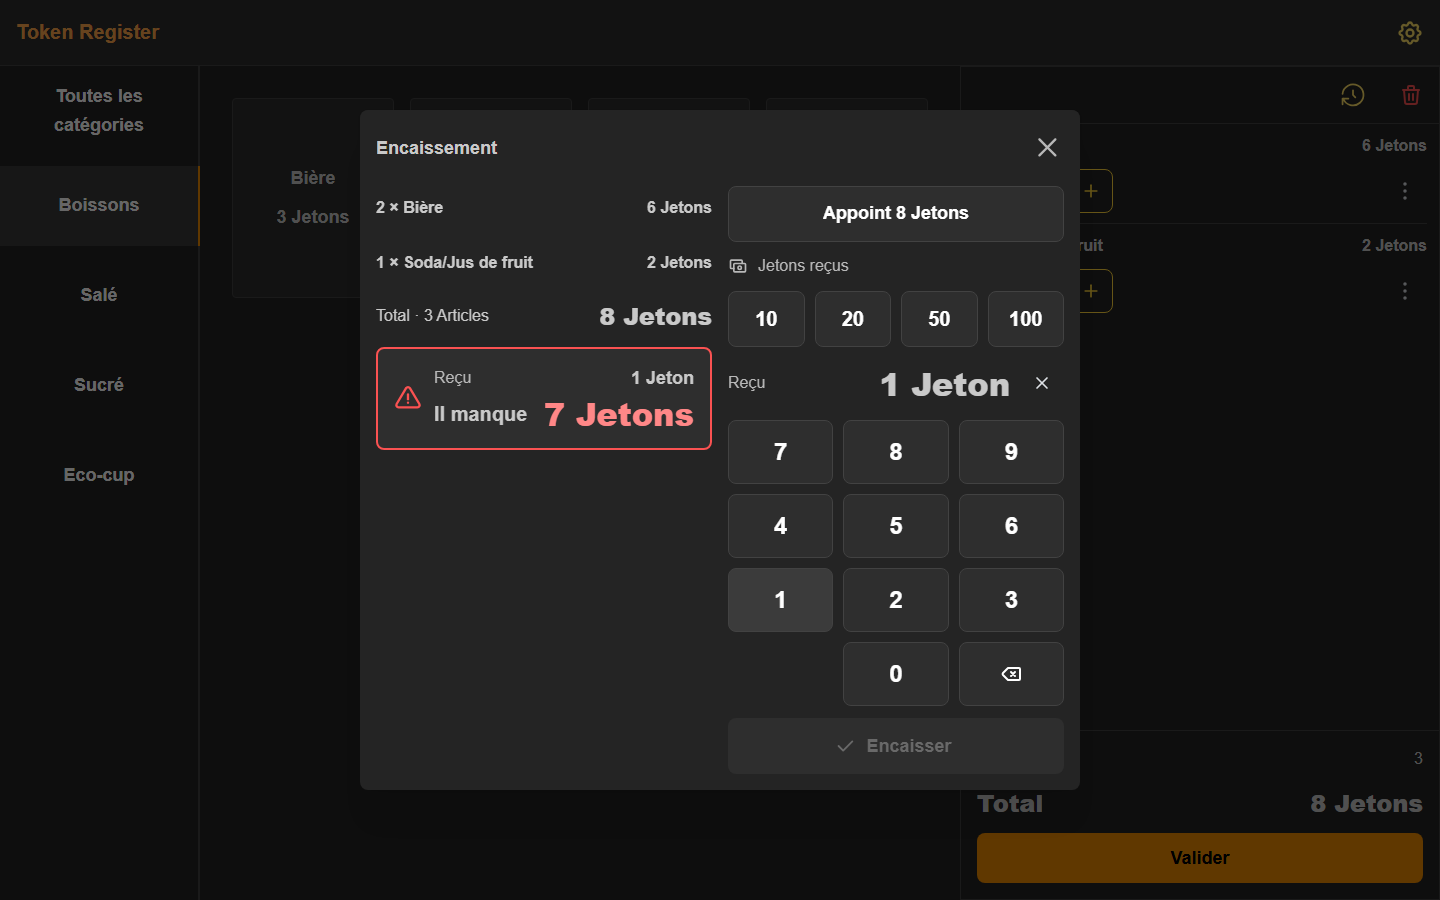 Token Register
Toutes les
catégories
Boissons
Salé
Sucré
Eco-cup
Bière
3 Jetons
Encaissement
2 × Bière
6 Jetons
1 × Soda/Jus de fruit
2 Jetons
Total · 3 Articles
8 Jetons
Reçu
1 Jeton
Il manque
7 Jetons
Appoint 8 Jetons
Jetons reçus
10
20
50
100
Reçu
1 Jeton
7
8
9
4
5
6
1
2
3
0
Encaisser
6 Jetons
+
ruit
2 Jetons
+
3
Total
8 Jetons
Valider